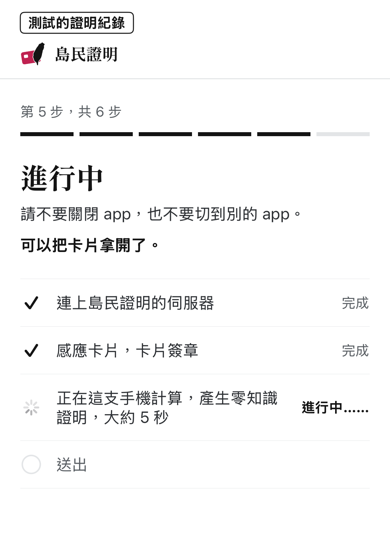 測試的證明紀錄
島民證明
第 5 步，共 6 步
進行中
請不要關閉 app，也不要切到別的 app。
可以把卡片拿開了。
連上島民證明的伺服器
完成
感應卡片，卡片簽章
完成
正在這支手機計算，產生零知識
證明，大約 5 秒
進行中……
送出